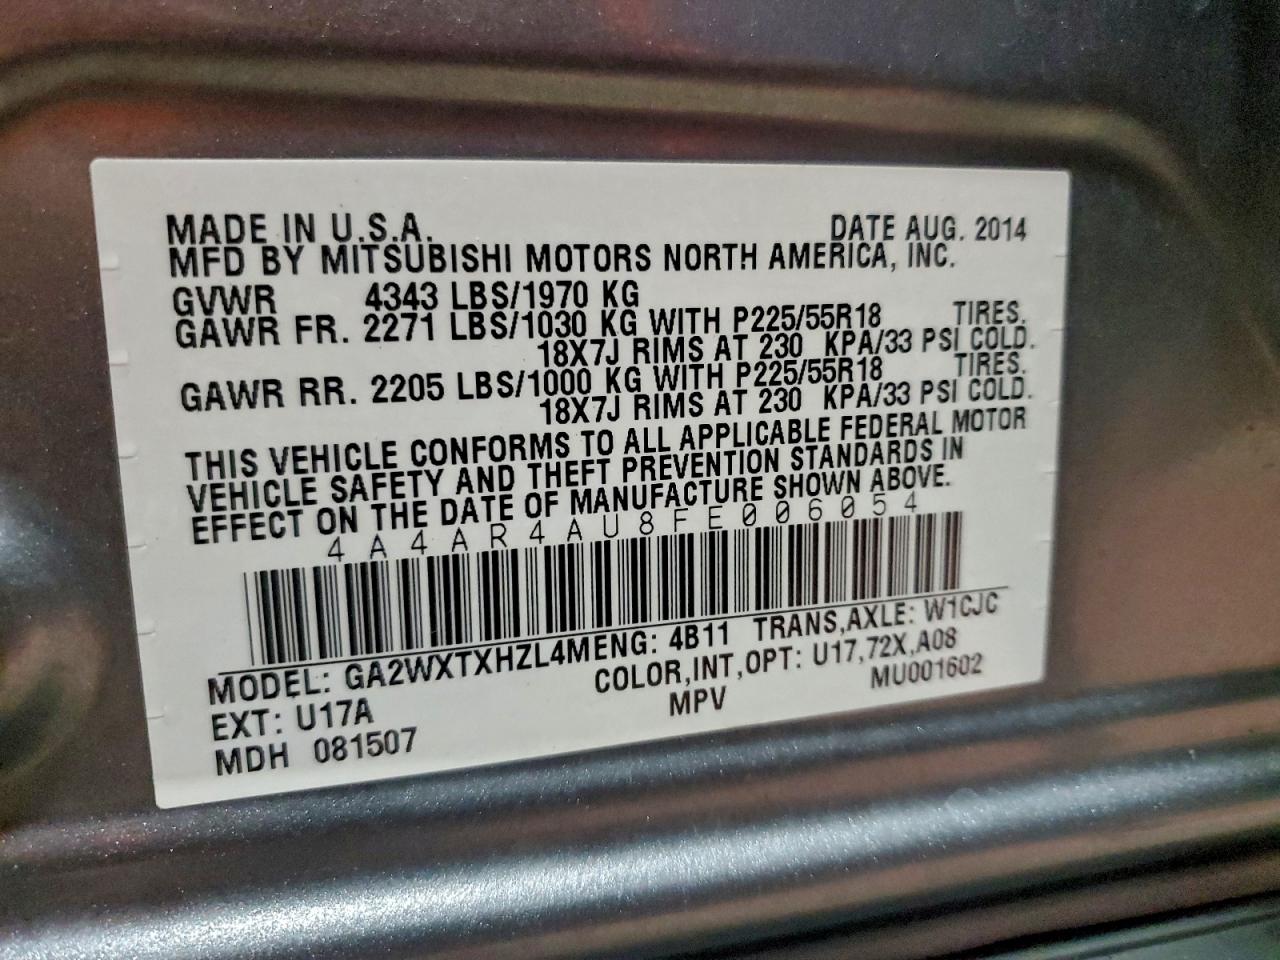 MADE IN U.S.A. DATE AUG. 2014
MFD BY MITSUBISHI MOTORS NORTH AMERICA, INC.
GVWR 4343 LBS/1970 KG
GAWR FR. 2271 LBS/1030 KG WITH P225/55R18 TIRES.
18X7J RIMS AT 230 KPA/33 PSI COLD.
GAWR RR. 2205 LBS/1000 KG WITH P225/55R18 TIRES.
18X7J RIMS AT 230 KPA/33 PSI COLD.
THIS VEHICLE CONFORMS TO ALL APPLICABLE FEDERAL MOTOR
VEHICLE SAFETY AND THEFT PREVENTION STANDARDS IN
EFFECT ON THE DATE OF MANUFACTURE SHOWN ABOVE.
4A4AR4AU8FE006054
MODEL: GA2WXTXHZL4MENG: 4B11 TRANS,AXLE: W1CJC
EXT: U17A COLOR,INT,OPT: U17,72X,A08
MDH 081507 MPV MU001602